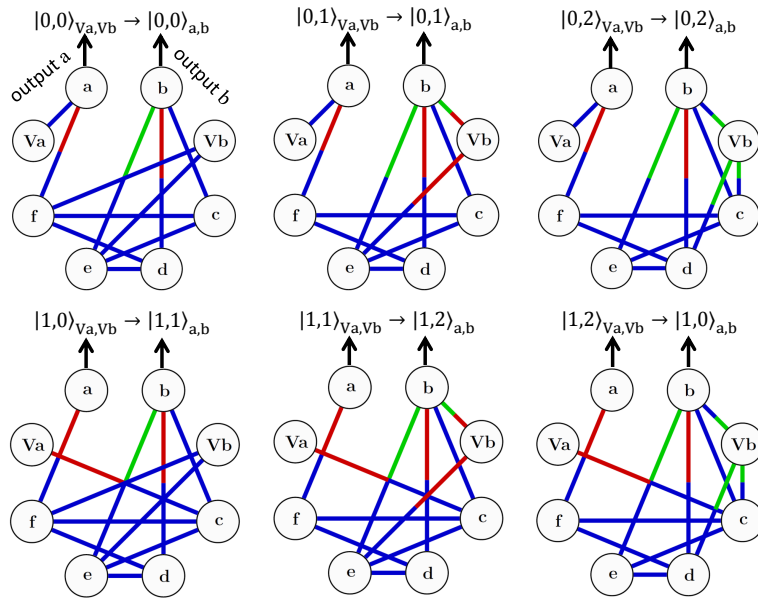 |0,0⟩Va,Vb → |0,0⟩a,b
|0,1⟩Va,Vb → |0,1⟩a,b
|0,2⟩Va,Vb → |0,2⟩a,b
output a
output b
a
b
Va
Vb
f
c
e
d
a
b
Va
Vb
f
c
e
d
a
b
Va
Vb
f
c
e
d
|1,0⟩Va,Vb → |1,1⟩a,b
|1,1⟩Va,Vb → |1,2⟩a,b
|1,2⟩Va,Vb → |1,0⟩a,b
a
b
Va
Vb
f
c
e
d
a
b
Va
Vb
f
c
e
d
a
b
Va
Vb
f
c
e
d